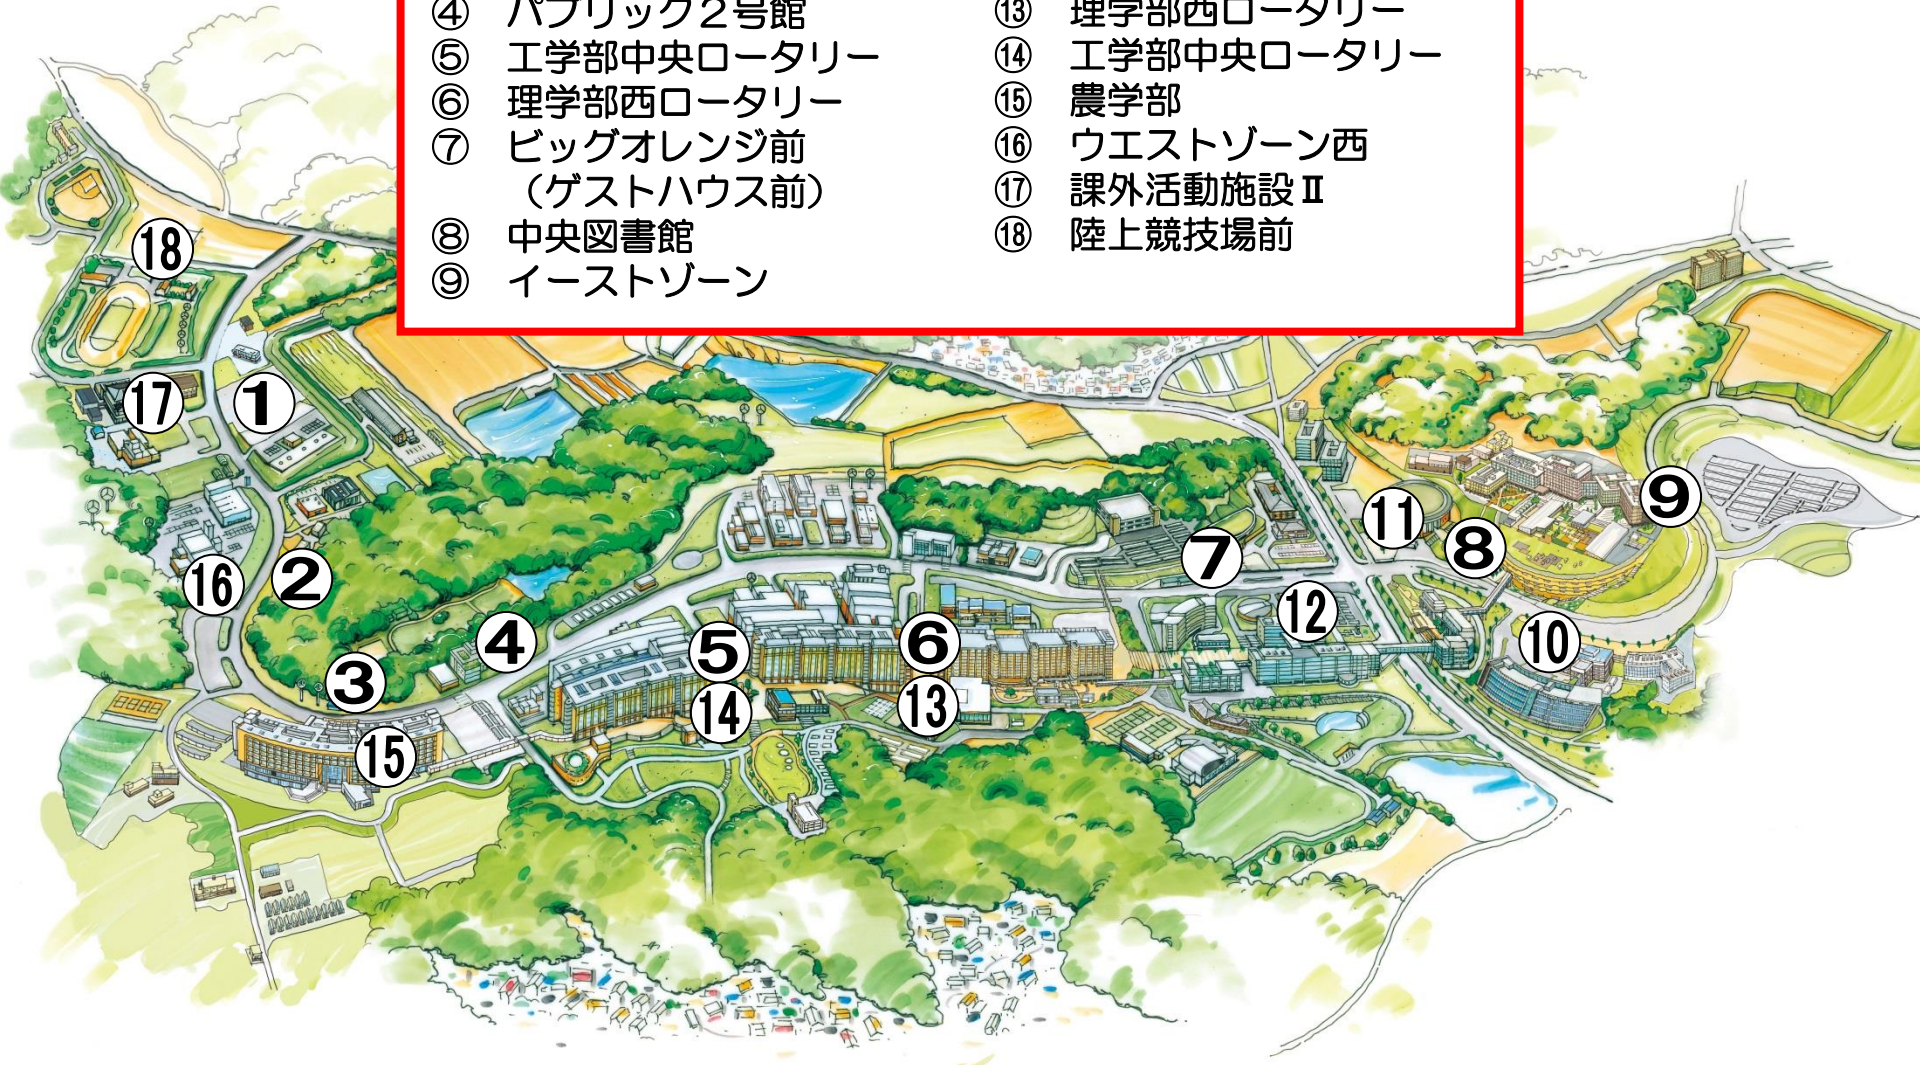 ④ パブリック２号館
⑤ 工学部中央ロータリー
⑥ 理学部西ロータリー
⑦ ビッグオレンジ前
（ゲストハウス前）
⑧ 中央図書館
⑨ イーストゾーン
⑬ 理学部西ロータリー
⑭ 工学部中央ロータリー
⑮ 農学部
⑯ ウエストゾーン西
⑰ 課外活動施設Ⅱ
⑱ 陸上競技場前
18
17
1
16
2
3
15
4
5
14
6
13
7
12
11
8
9
10